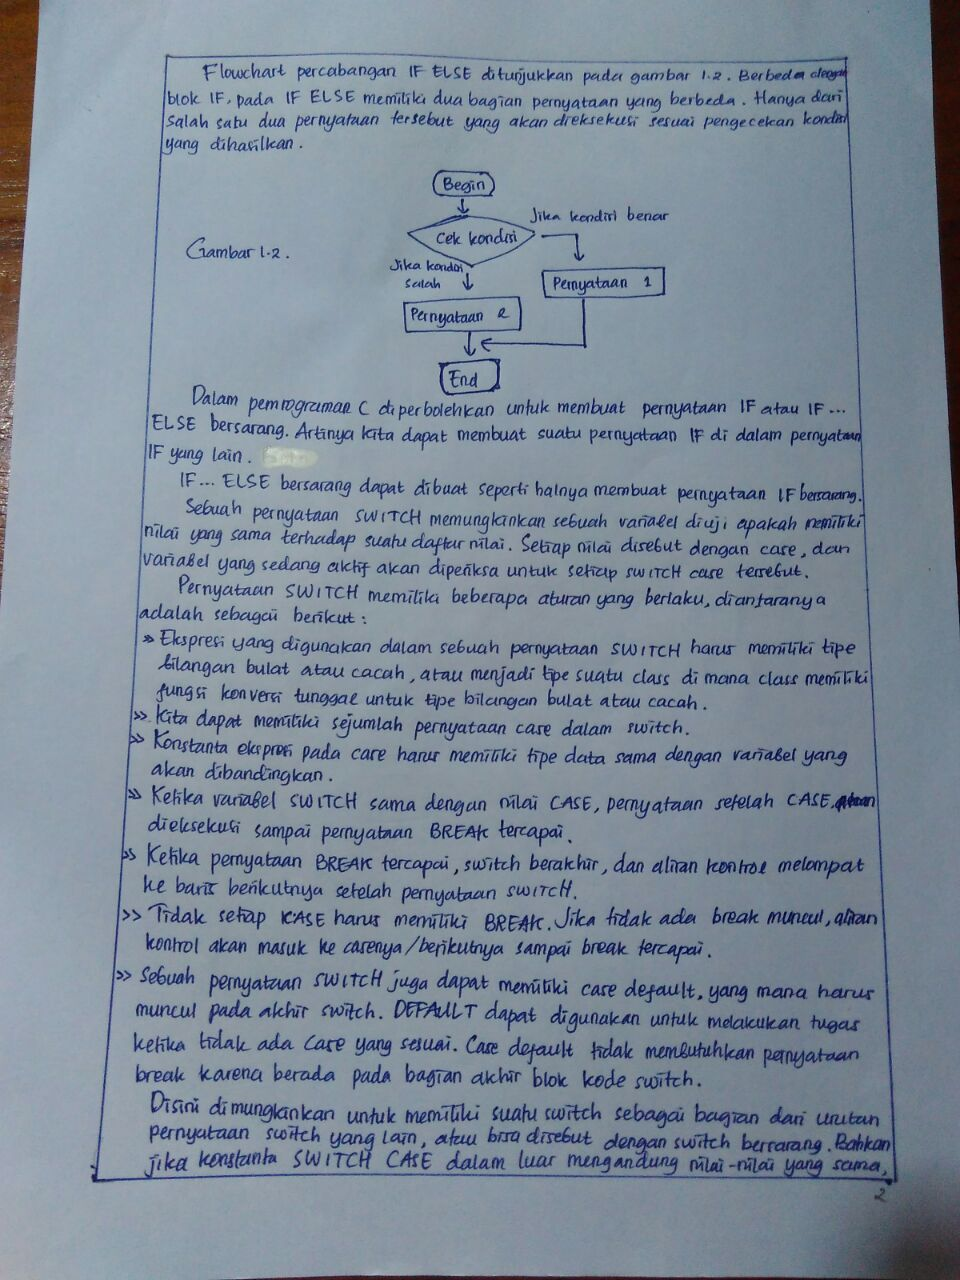 Flowchart percabangan IF ELSE ditunjukkan pada gambar 1.2. Berbeda dengan
blok IF, pada IF ELSE memiliki dua bagian pernyataan yang berbeda. Hanya dari
salah satu dua pernyataan tersebut yang akan dieksekusi sesuai pengecekan kondisi
yang dihasilkan.
Begin
Jika kondisi benar
Cek kondisi
Gambar 1.2.
Jika kondisi
salah
Pernyataan 1
Pernyataan 2
End
Dalam pemrograman C diperbolehkan untuk membuat pernyataan IF atau IF...
ELSE bersarang. Artinya kita dapat membuat suatu pernyataan IF di dalam pernyataan
IF yang lain.
IF... ELSE bersarang dapat dibuat seperti halnya membuat pernyataan IF bersarang.
Sebuah pernyataan SWITCH memungkinkan sebuah variabel diuji apakah memiliki
nilai yang sama terhadap suatu daftar nilai. Setiap nilai disebut dengan case, dan
variabel yang sedang aktif akan diperiksa untuk setiap switch case tersebut.
Pernyataan SWITCH memiliki beberapa aturan yang berlaku, diantaranya
adalah sebagai berikut :
» Ekspresi yang digunakan dalam sebuah pernyataan SWITCH harus memiliki tipe
bilangan bulat atau cacah, atau menjadi tipe suatu class di mana class memiliki
fungsi konversi tunggal untuk tipe bilangan bulat atau cacah.
>> Kita dapat memiliki sejumlah pernyataan case dalam switch.
>> Konstanta ekspresi pada case harus memiliki tipe data sama dengan variabel yang
akan dibandingkan.
>> Ketika variabel SWITCH sama dengan nilai CASE, pernyataan setelah CASE akan
dieksekusi sampai pernyataan BREAK tercapai.
>> Ketika pernyataan BREAK tercapai, switch berakhir, dan aliran kontrol melompat
ke baris berikutnya setelah pernyataan SWITCH.
>> Tidak setiap CASE harus memiliki BREAK. Jika tidak ada break muncul, aliran
kontrol akan masuk ke casenya/berikutnya sampai break tercapai.
>> Sebuah pernyataan SWITCH juga dapat memiliki case default, yang mana harus
muncul pada akhir switch. DEFAULT dapat digunakan untuk melakukan tugas
ketika tidak ada case yang sesuai. Case default tidak membutuhkan pernyataan
break karena berada pada bagian akhir blok kode switch.
Disini dimungkinkan untuk memiliki suatu switch sebagai bagian dari urutan
pernyataan switch yang lain, atau bisa disebut dengan switch bersarang. Bahkan
jika konstanta SWITCH CASE dalam luar mengandung nilai-nilai yang sama,
2